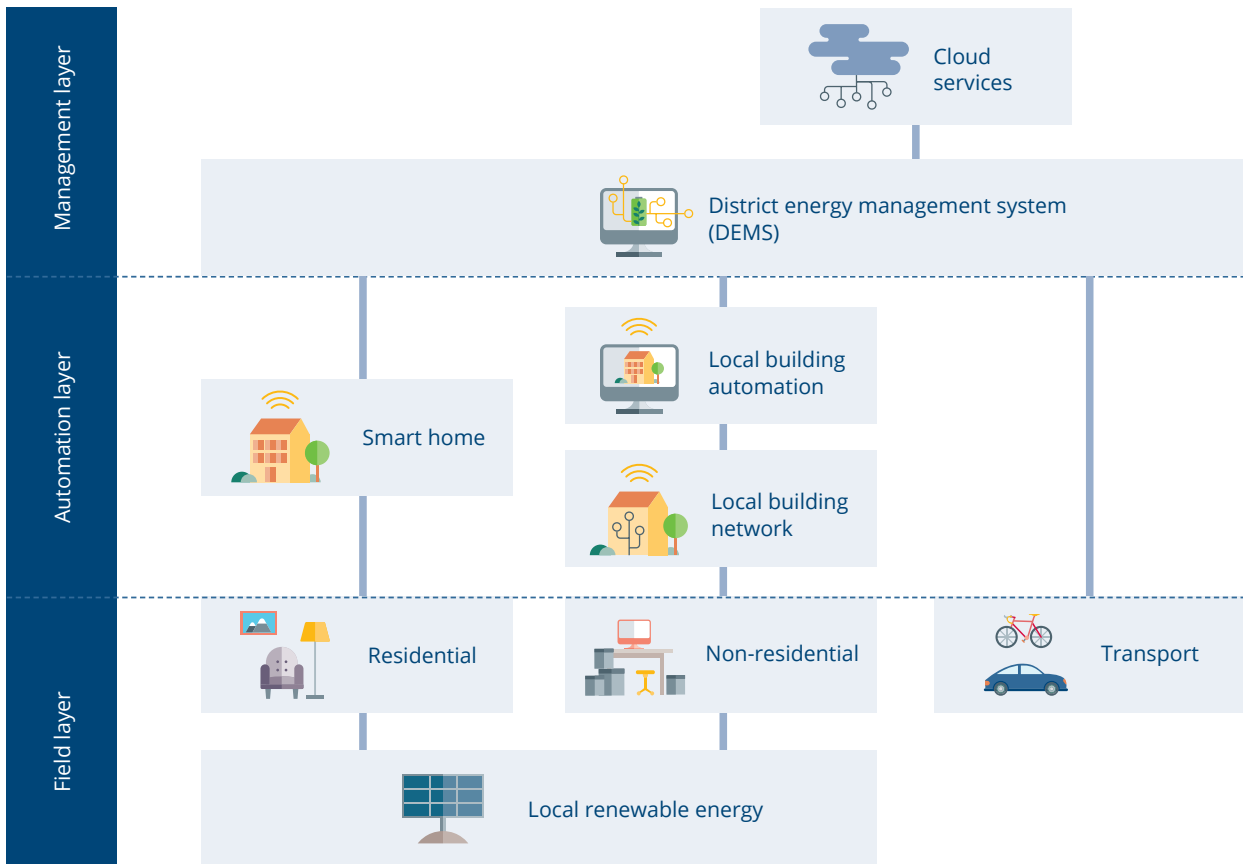 Management layer
Cloud
services
District energy management system
(DEMS)
Automation layer
Local building
automation
Smart home
Local building
network
Field layer
Residential
Non-residential
Transport
Local renewable energy